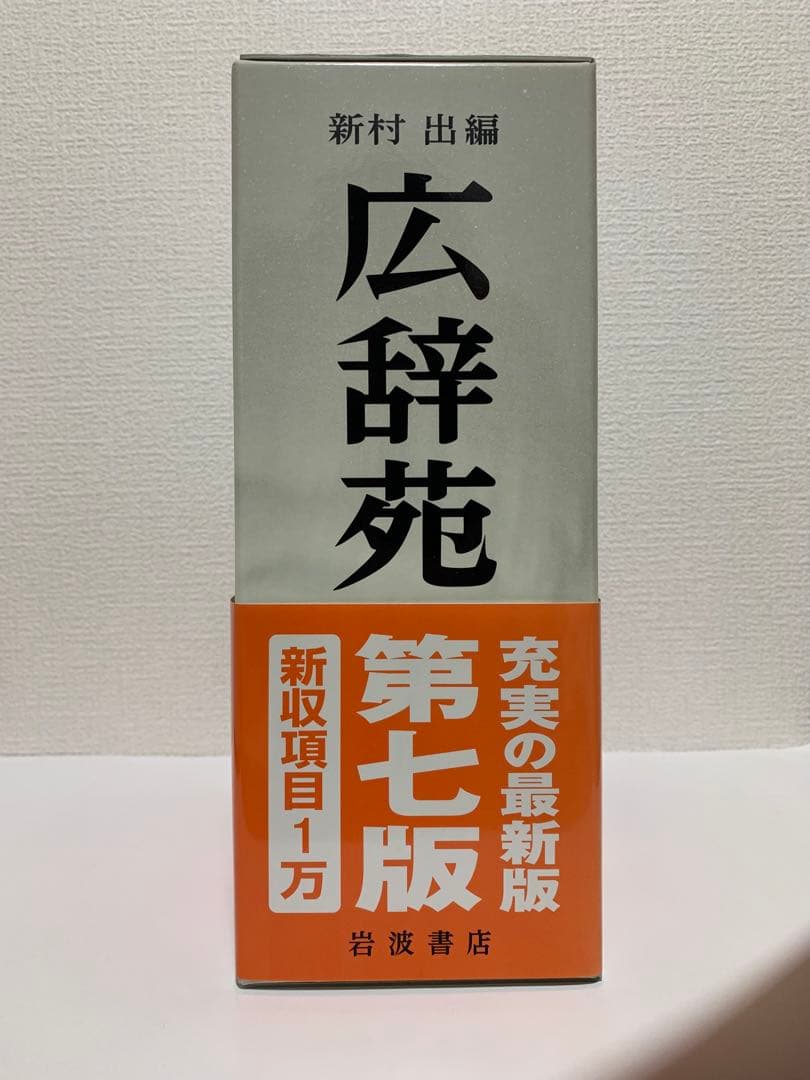 新村 出編
広辞苑
充実の最新版
第七版
新収項目1万
岩波書店